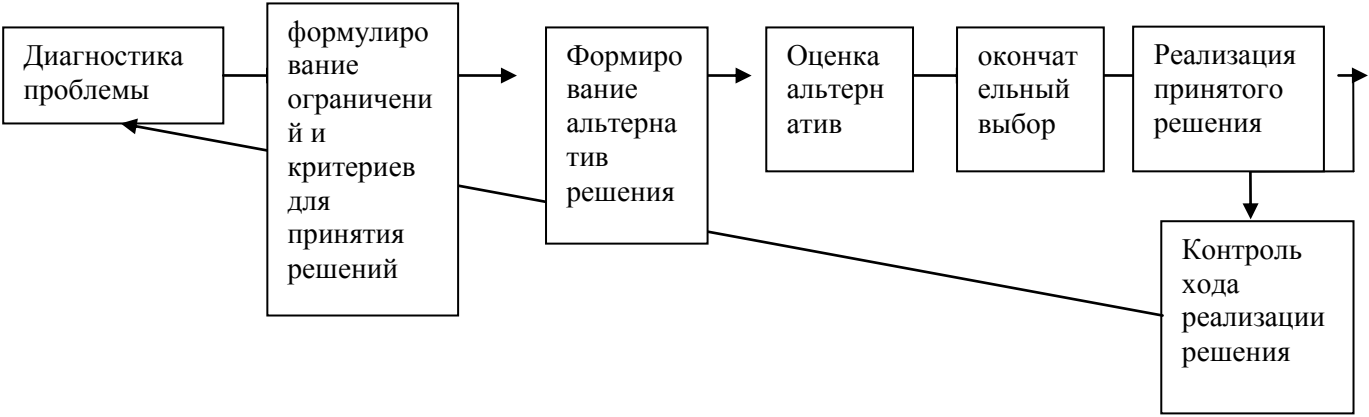 Диагностика
проблемы
формулиро
вание
ограничени
й и
критериев
для
принятия
решений
Формиро
вание
альтерна
тив
решения
Оценка
альтерн
атив
окончат
ельный
выбор
Реализация
принятого
решения
Контроль
хода
реализации
решения